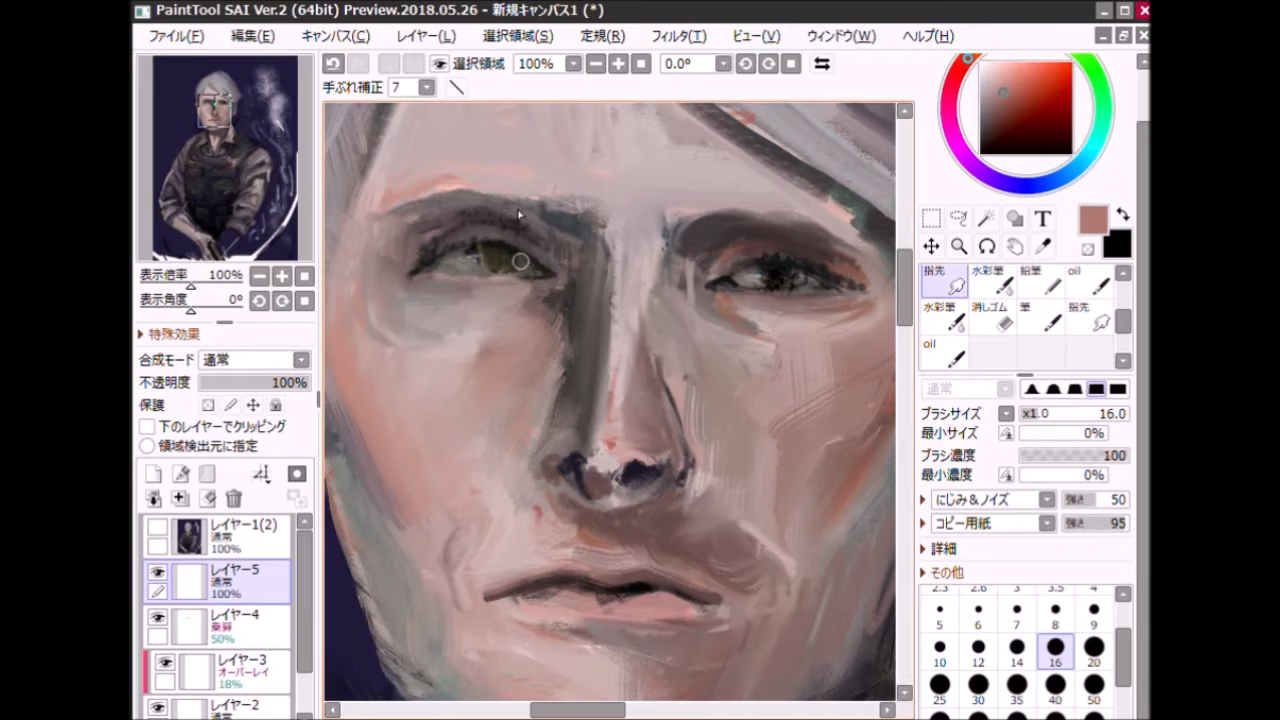 PaintTool SAI Ver.2 (64bit) Preview.2018.05.26 - 新規キャンバス1 (*)
ファイル(F) 編集(E) キャンバス(C) レイヤー(L) 選択領域(S) 定規(R) フィルタ(T) ビュー(V) ウィンドウ(W) ヘルプ(H)
選択領域 100% 0.0°
手ぶれ補正 7
表示倍率 100%
表示角度 0°
特殊効果
合成モード 通常
不透明度 100%
保護
下のレイヤーでクリッピング
領域検出元に指定
レイヤー1(2)
通常
100%
レイヤー5
通常
100%
レイヤー4
乗算
50%
レイヤー3
オーバーレイ
18%
レイヤー2
通常
T
指先 水彩筆 鉛筆 oil
水彩筆 消しゴム 筆 指先
oil
通常
ブラシサイズ x1.0 16.0
最小サイズ 0%
ブラシ濃度 100
最小濃度 0%
にじみ&ノイズ 強さ 50
コピー用紙 強さ 95
詳細
その他
2.3 2.6 3 3.5 4
5 6 7 8 9
10 12 14 16 20
25 30 35 40 50